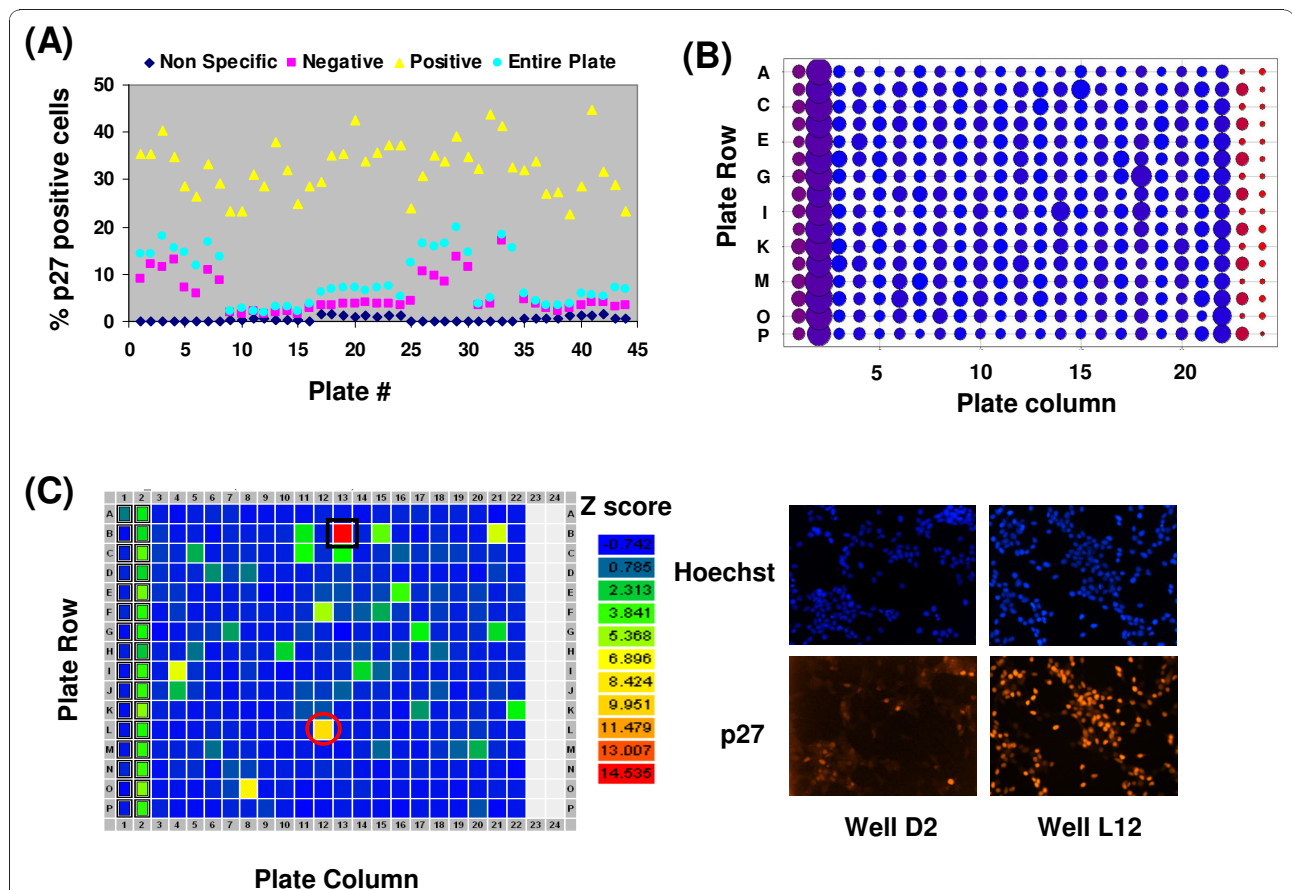 (A)
Non Specific Negative Positive Entire Plate
50
40
30
20
10
0
0 5 10 15 20 25 30 35 40 45
% p27 positive cells
Plate #
(B)
A
C
E
G
I
K
M
O
P
Plate Row
5 10 15 20
Plate column
(C)
1 2 3 4 5 6 7 8 9 10 11 12 13 14 15 16 17 18 19 20 21 22 23 24
A A
B B
C C
D D
E E
F F
G G
H H
I I
J J
K K
L L
M M
N N
O O
P P
1 2 3 4 5 6 7 8 9 10 11 12 13 14 15 16 17 18 19 20 21 22 23 24
Plate Row
Plate Column
Z score
-0.742
0.785
2.313
3.841
5.368
6.896
8.424
9.951
11.479
13.007
14.535
Hoechst
p27
Well D2 Well L12